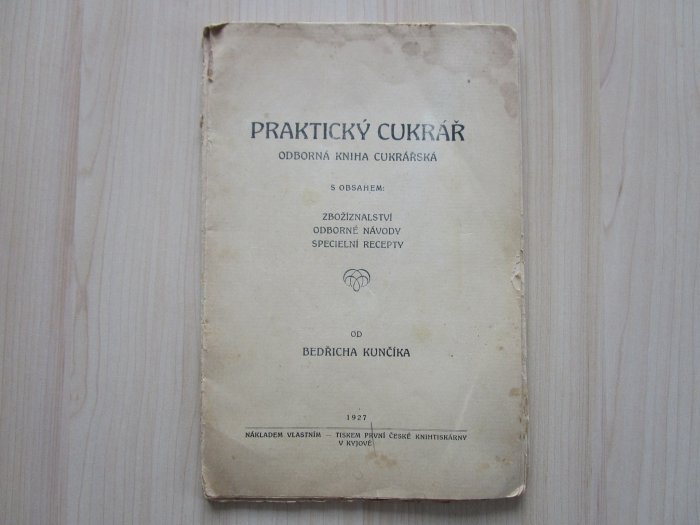 PRAKTICKÝ CUKRÁŘ
ODBORNÁ KNIHA CUKRÁŘSKÁ
S OBSAHEM:
ZBOŽÍZNALSTVÍ
ODBORNÉ NÁVODY
SPECIELNÍ RECEPTY
OD
BEDŘICHA KUNČÍKA
1927
NÁKLADEM VLASTNÍM — TISKEM PRVNÍ ČESKÉ KNIHTISKÁRNY
V KYJOVĚ